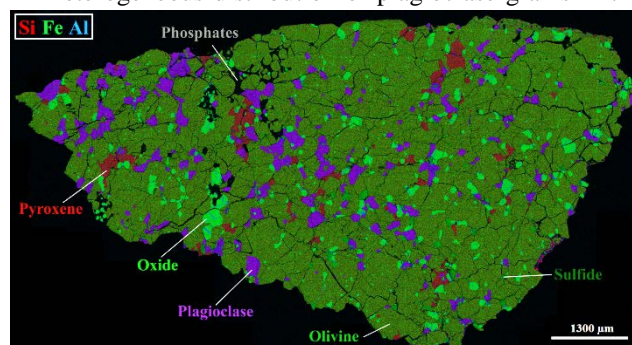 Si Fe Al
Phosphates
Pyroxene
Oxide
Plagioclase
Sulfide
Olivine
1300 µm